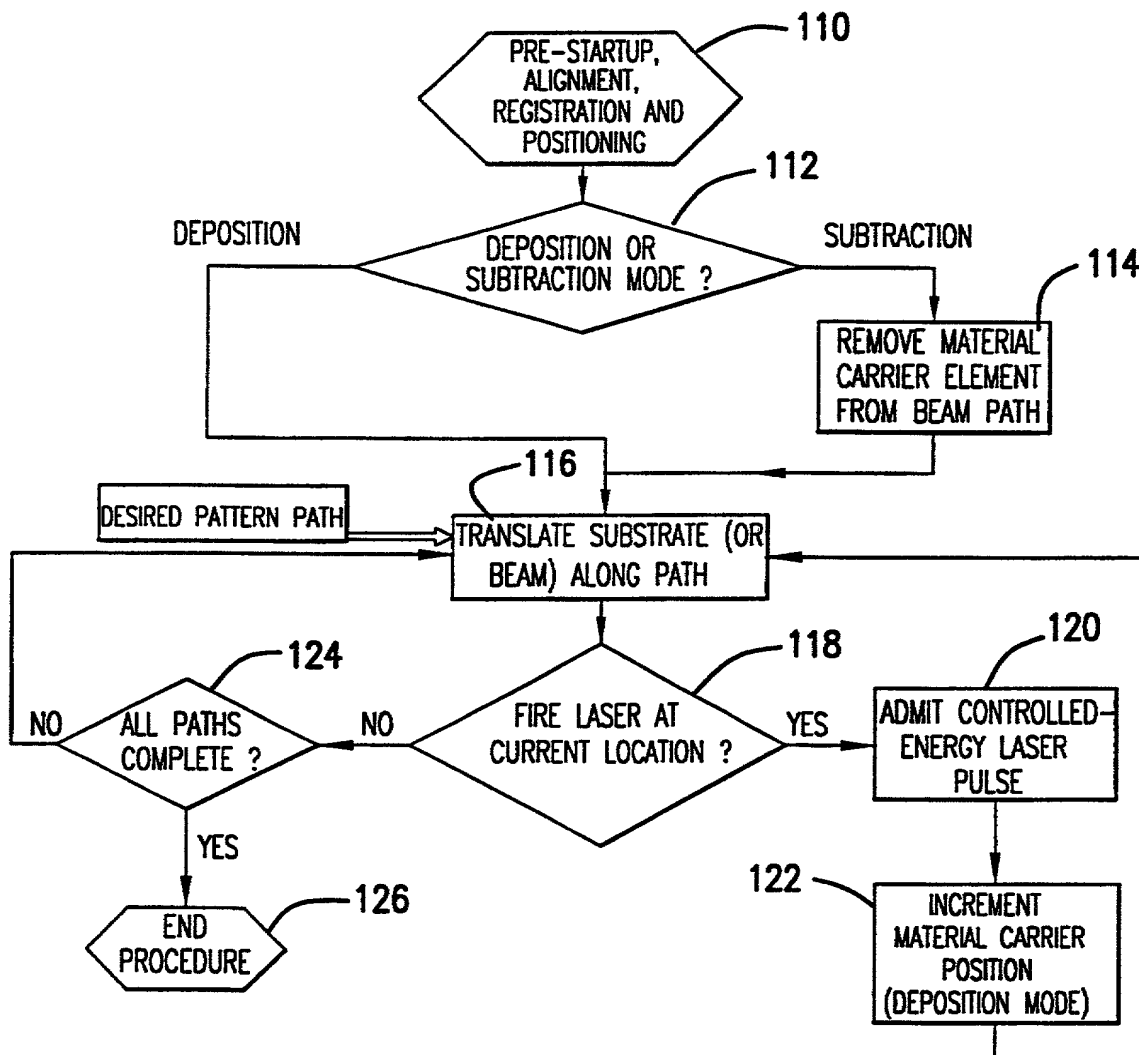 110
PRE-STARTUP,
ALIGNMENT,
REGISTRATION AND
POSITIONING
112
DEPOSITION
DEPOSITION OR
SUBTRACTION MODE ?
SUBTRACTION
114
REMOVE MATERIAL
CARRIER ELEMENT
FROM BEAM PATH
116
DESIRED PATTERN PATH
TRANSLATE SUBSTRATE (OR
BEAM) ALONG PATH
118
FIRE LASER AT
CURRENT LOCATION ?
YES
120
ADMIT CONTROLLED-
ENERGY LASER
PULSE
122
INCREMENT
MATERIAL CARRIER
POSITION
(DEPOSITION MODE)
NO
124
ALL PATHS
COMPLETE ?
NO
YES
126
END
PROCEDURE